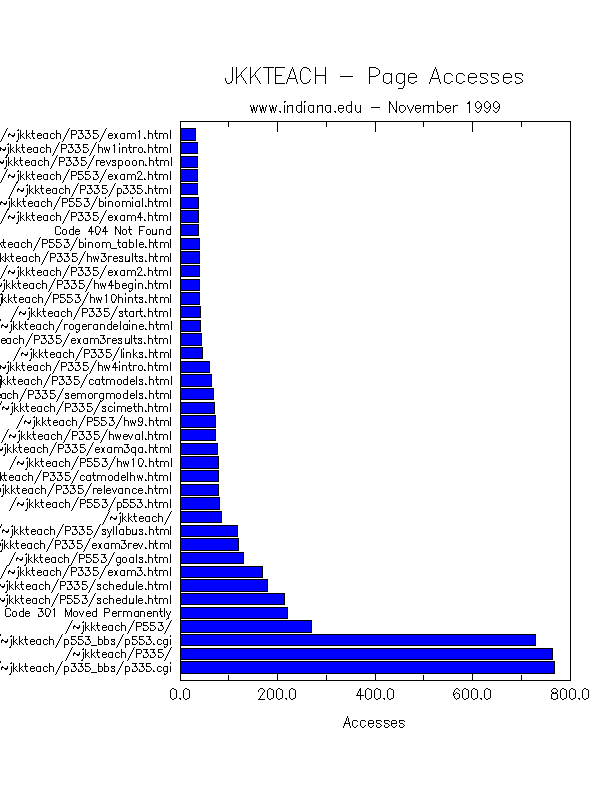 JKKTEACH – Page Accesses
www.indiana.edu – November 1999
/~jkkteach/P335/exam1.html
~jkkteach/P335/hw1intro.html
~jkkteach/P335/revspoon.html
/~jkkteach/P553/exam2.html
/~jkkteach/P335/p335.html
~jkkteach/P553/binomial.html
/~jkkteach/P335/exam4.html
Code 404 Not Found
kteach/P553/binom_table.html
jkkteach/P335/hw3results.html
/~jkkteach/P335/exam2.html
~jkkteach/P335/hw4begin.html
jkkteach/P553/hw10hints.html
/~jkkteach/P335/start.html
/~jkkteach/rogerandelaine.html
each/P335/exam3results.html
/~jkkteach/P335/links.html
~jkkteach/P335/hw4intro.html
kkteach/P335/catmodels.html
ach/P335/semorgmodels.html
/~jkkteach/P335/scimeth.html
/~jkkteach/P553/hw9.html
/~jkkteach/P335/hweval.html
~jkkteach/P335/exam3qa.html
/~jkkteach/P553/hw10.html
kteach/P335/catmodelhw.html
~jkkteach/P335/relevance.html
/~jkkteach/P553/p553.html
/~jkkteach/
/~jkkteach/P335/syllabus.html
~jkkteach/P335/exam3rev.html
/~jkkteach/P553/goals.html
/~jkkteach/P335/exam3.html
~jkkteach/P335/schedule.html
~jkkteach/P553/schedule.html
Code 301 Moved Permanently
/~jkkteach/P553/
/~jkkteach/p553_bbs/p553.cgi
/~jkkteach/P335/
/~jkkteach/p335_bbs/p335.cgi
0.0 200.0 400.0 600.0 800.0
Accesses